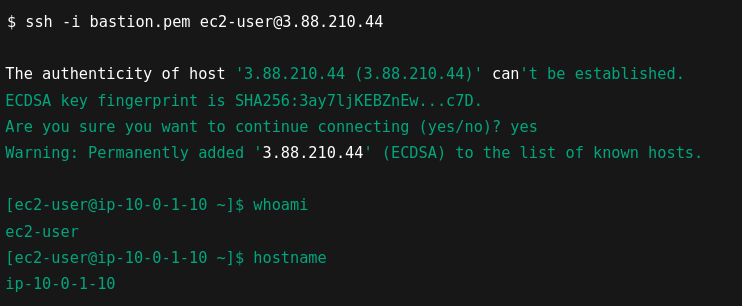 $ ssh -i bastion.pem ec2-user@3.88.210.44
The authenticity of host '3.88.210.44 (3.88.210.44)' can't be established.
ECDSA key fingerprint is SHA256:3ay7ljKEBZnEw...c7D.
Are you sure you want to continue connecting (yes/no)? yes
Warning: Permanently added '3.88.210.44' (ECDSA) to the list of known hosts.
[ec2-user@ip-10-0-1-10 ~]$ whoami
ec2-user
[ec2-user@ip-10-0-1-10 ~]$ hostname
ip-10-0-1-10